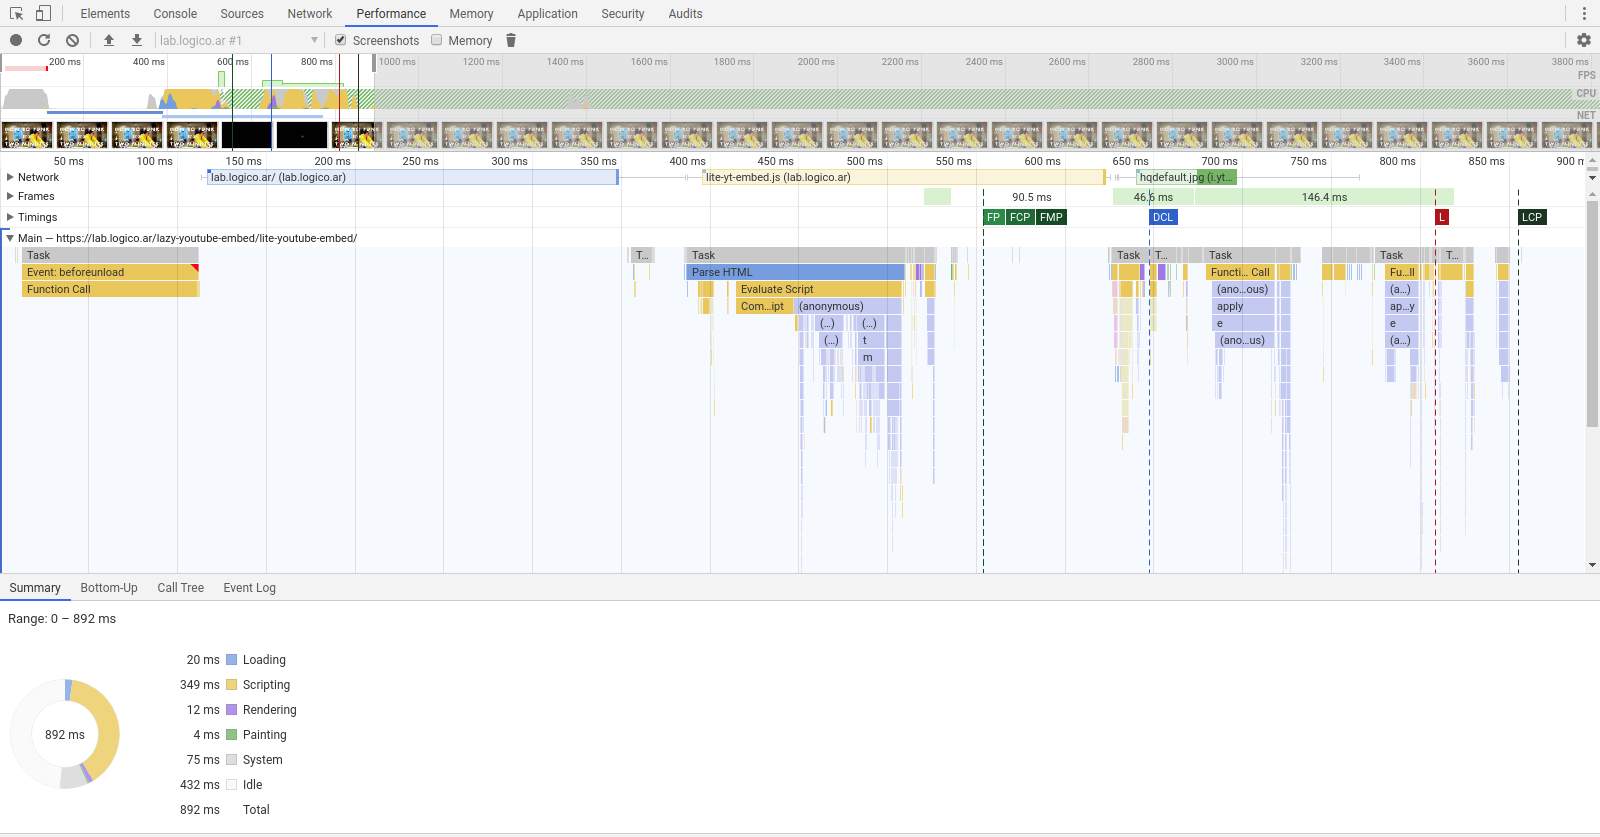 Elements Console Sources Network Performance Memory Application Security Audits
lab.logico.ar #1 Screenshots Memory
200 ms 400 ms 600 ms 800 ms 1000 ms 1200 ms 1400 ms 1600 ms 1800 ms 2000 ms 2200 ms 2400 ms 2600 ms 2800 ms 3000 ms 3200 ms 3400 ms 3600 ms 3800 ms
FPS
CPU
NET
50 ms 100 ms 150 ms 200 ms 250 ms 300 ms 350 ms 400 ms 450 ms 500 ms 550 ms 600 ms 650 ms 700 ms 750 ms 800 ms 850 ms 900 m
Network lab.logico.ar/ (lab.logico.ar) lite-yt-embed.js (lab.logico.ar) hqdefault.jpg (i.yt…
Frames 90.5 ms 46.6 ms 146.4 ms
Timings FP FCP FMP DCL L LCP
Main — https://lab.logico.ar/lazy-youtube-embed/lite-youtube-embed/
Task T… Task Task T… Task Task T…
Event: beforeunload Parse HTML Functi… Call Fu…ll
Function Call Evaluate Script (ano…ous) (a…)
Com…ipt (anonymous) apply ap…y
(…) (…) e e
(…) t (ano…us) (a…)
m
Summary Bottom-Up Call Tree Event Log
Range: 0 – 892 ms
892 ms
20 ms Loading
349 ms Scripting
12 ms Rendering
4 ms Painting
75 ms System
432 ms Idle
892 ms Total